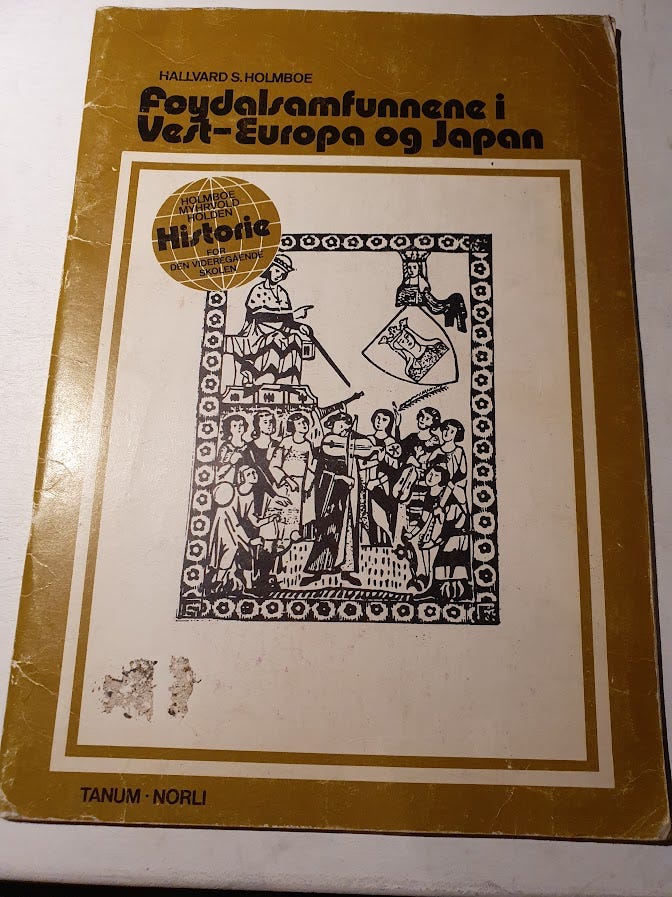 HALLVARD S. HOLMBOE
Føydalsamfunnene i
Vest-Europa og Japan
HOLMBOE
MYHRVOLD
HOLDEN
Historie
FOR
DEN VIDEREGÅENDE
SKOLEN
TANUM · NORLI